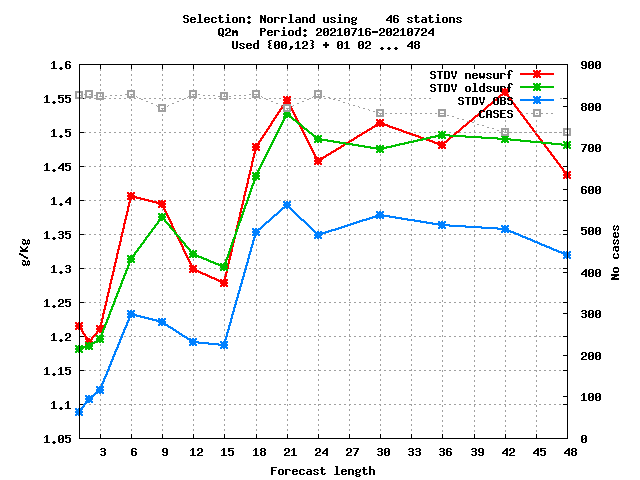 Selection: Norrland using    46 stations
Q2m   Period: 20210716-20210724
Used {00,12} + 01 02 ... 48
STDV newsurf
STDV oldsurf
STDV OBS
CASES
g/Kg
1.6
1.55
1.5
1.45
1.4
1.35
1.3
1.25
1.2
1.15
1.1
1.05
No cases
900
800
700
600
500
400
300
200
100
0
3 6 9 12 15 18 21 24 27 30 33 36 39 42 45 48
Forecast length